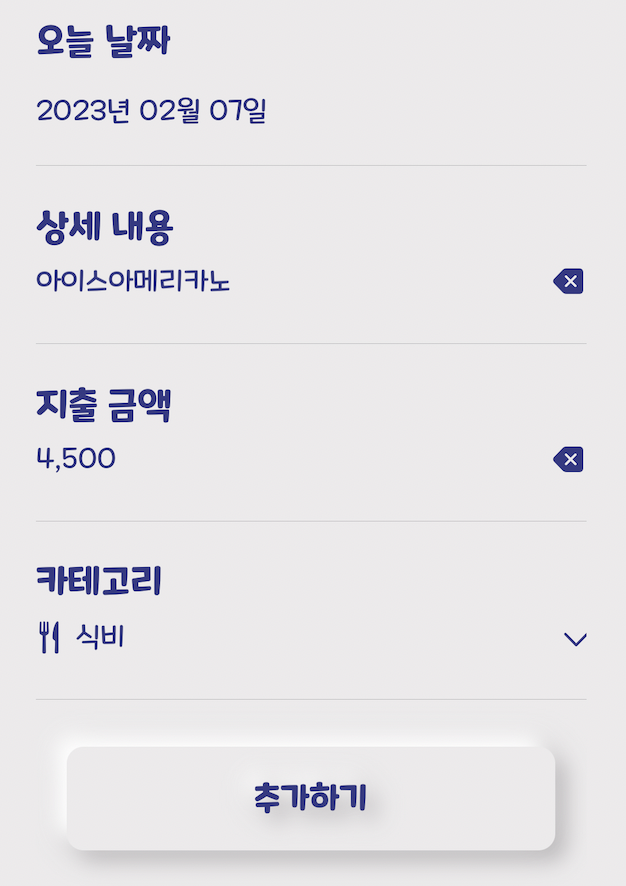 오늘 날짜
2023년 02월 07일
상세 내용
아이스아메리카노
지출 금액
4,500
카테고리
식비
추가하기